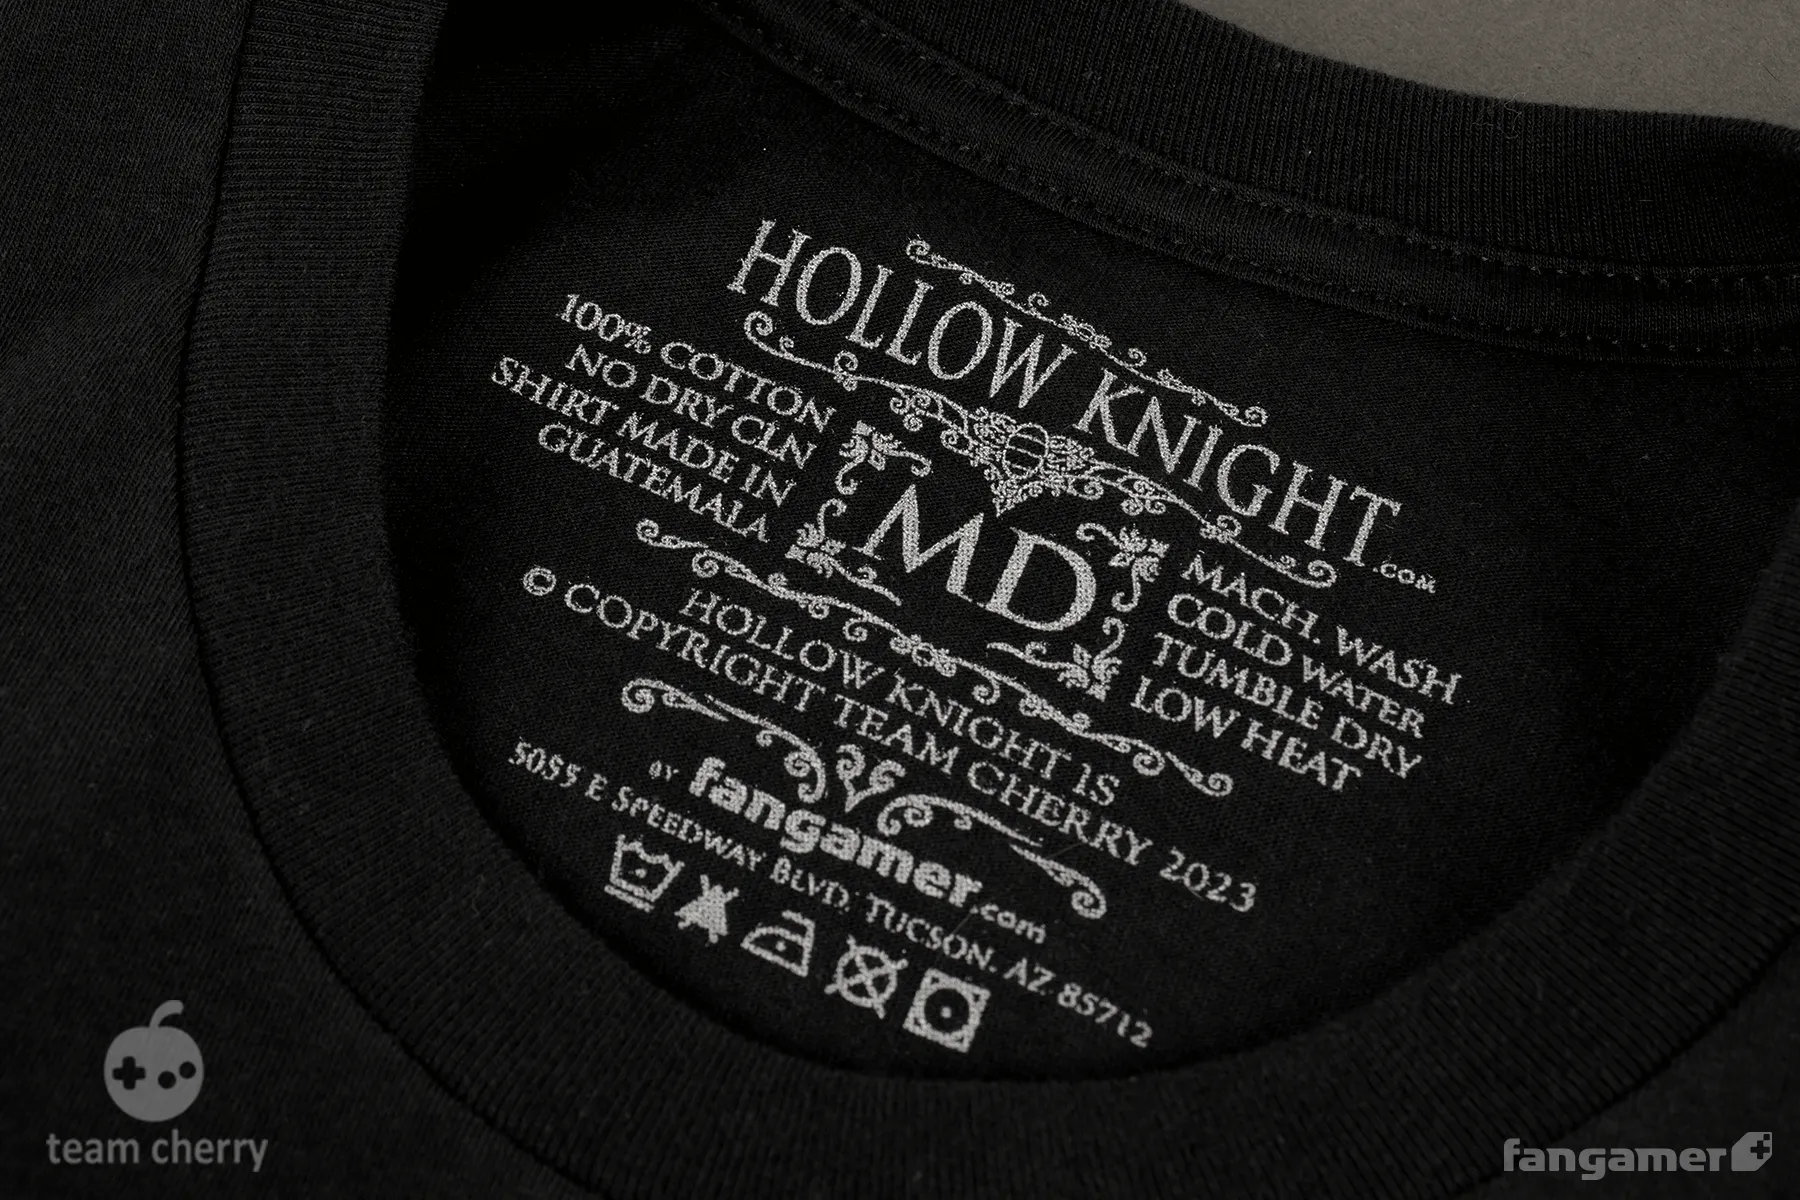 HOLLOW KNIGHT.COM
100% COTTON
NO DRY CLN
SHIRT MADE IN
GUATEMALA
MD
MACH. WASH
COLD WATER
TUMBLE DRY
LOW HEAT
HOLLOW KNIGHT IS
© COPYRIGHT TEAM CHERRY 2023
BY fangamer.com
5055 E SPEEDWAY BLVD. TUCSON, AZ 85712
team cherry
fangamer